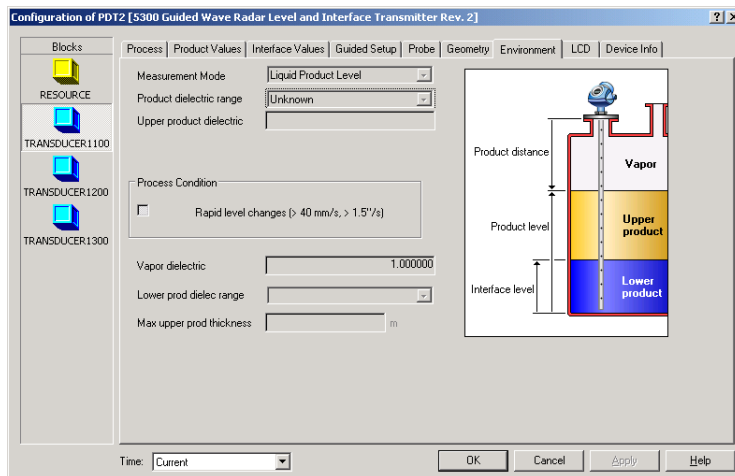 Configuration of PDT2 [5300 Guided Wave Radar Level and Interface Transmitter Rev. 2]
Blocks
RESOURCE
TRANSDUCER1100
TRANSDUCER1200
TRANSDUCER1300
Process
Product Values
Interface Values
Guided Setup
Probe
Geometry
Environment
LCD
Device Info
Measurement Mode
Liquid Product Level
Product dielectric range
Unknown
Upper product dielectric
Process Condition
Rapid level changes (> 40 mm/s, > 1.5"/s)
Vapor dielectric
1.000000
Lower prod dielec range
Max upper prod thickness
m
Product distance
Vapor
Product level
Upper
product
Interface level
Lower
product
Time:
Current
OK
Cancel
Apply
Help